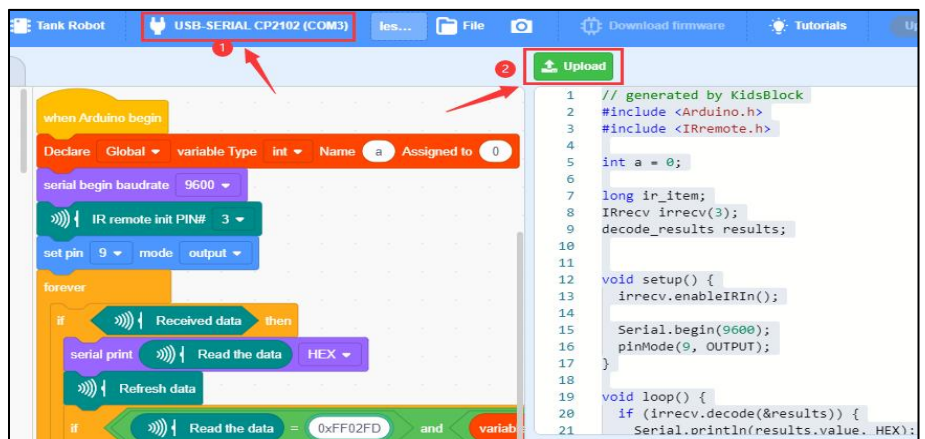 Tank Robot USB-SERIAL CP2102 (COM3) les... File Download firmware Tutorials
1
2 Upload
when Arduino begin
Declare Global variable Type int Name a Assigned to 0
serial begin baudrate 9600
IR remote init PIN# 3
set pin 9 mode output
forever
if Received data then
serial print Read the data HEX
Refresh data
if Read the data = 0xFF02FD and
1 // generated by KidsBlock
2 #include <Arduino.h>
3 #include <IRremote.h>
4
5 int a = 0;
6
7 long ir_item;
8 IRrecv irrecv(3);
9 decode_results results;
10
11
12 void setup() {
13 irrecv.enableIRIn();
14
15 Serial.begin(9600);
16 pinMode(9, OUTPUT);
17 }
18
19 void loop() {
20 if (irrecv.decode(&results)) {
21 Serial.println(results.value, HEX);